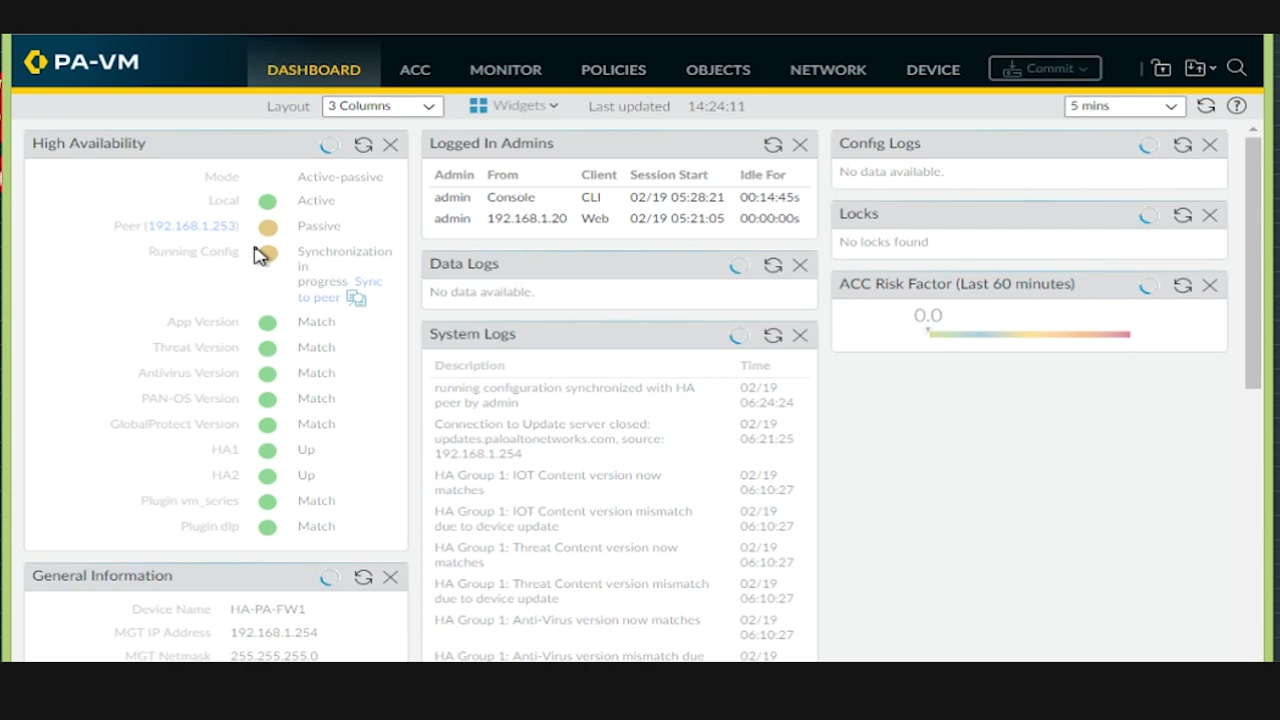 PA-VM
DASHBOARD ACC MONITOR POLICIES OBJECTS NETWORK DEVICE Commit
Layout 3 Columns Widgets Last updated 14:24:11 5 mins
High Availability
Mode Active-passive
Local Active
Peer (192.168.1.253) Passive
Running Config Synchronization
in
progress Sync
to peer
App Version Match
Threat Version Match
Antivirus Version Match
PAN-OS Version Match
GlobalProtect Version Match
HA1 Up
HA2 Up
Plugin vm_series Match
Plugin dlp Match
General Information
Device Name HA-PA-FW1
MGT IP Address 192.168.1.254
MGT Netmask 255.255.255.0
Logged In Admins
Admin From Client Session Start Idle For
admin Console CLI 02/19 05:28:21 00:14:45s
admin 192.168.1.20 Web 02/19 05:21:05 00:00:00s
Data Logs
No data available.
System Logs
Description Time
running configuration synchronized with HA 02/19
peer by admin 06:24:24
Connection to Update server closed: 02/19
updates.paloaltonetworks.com, source: 06:21:25
192.168.1.254
HA Group 1: IOT Content version now 02/19
matches 06:10:27
HA Group 1: IOT Content version mismatch 02/19
due to device update 06:10:27
HA Group 1: Threat Content version now 02/19
matches 06:10:27
HA Group 1: Threat Content version mismatch 02/19
due to device update 06:10:27
HA Group 1: Anti-Virus version now matches 02/19
06:10:27
HA Group 1: Anti-Virus version mismatch due 02/19
Config Logs
No data available.
Locks
No locks found
ACC Risk Factor (Last 60 minutes)
0.0